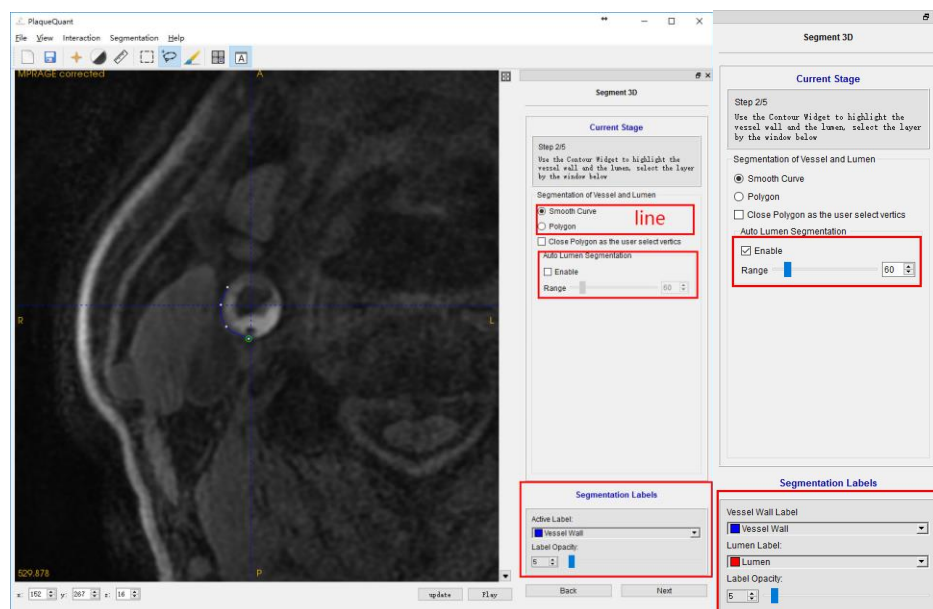 PlaqueQuant
File View Interaction Segmentation Help
A
MPRAGE corrected
A
R
L
529.878
P
x: 152 y: 267 z: 16
update Play
Segment 3D
Current Stage
Step 2/5
Use the Contour Widget to highlight the
vessel wall and the lumen, select the layer
by the window below
Segmentation of Vessel and Lumen
Smooth Curve
line
Polygon
Close Polygon as the user select vertics
Auto Lumen Segmentation
Enable
Range 60
Segmentation Labels
Active Label:
Vessel Wall
Label Opacity:
5
Back Next
Segment 3D
Current Stage
Step 2/5
Use the Contour Widget to highlight the
vessel wall and the lumen, select the layer
by the window below
Segmentation of Vessel and Lumen
Smooth Curve
Polygon
Close Polygon as the user select vertics
Auto Lumen Segmentation
Enable
Range 60
Segmentation Labels
Vessel Wall Label
Vessel Wall
Lumen Label:
Lumen
Label Opacity:
5